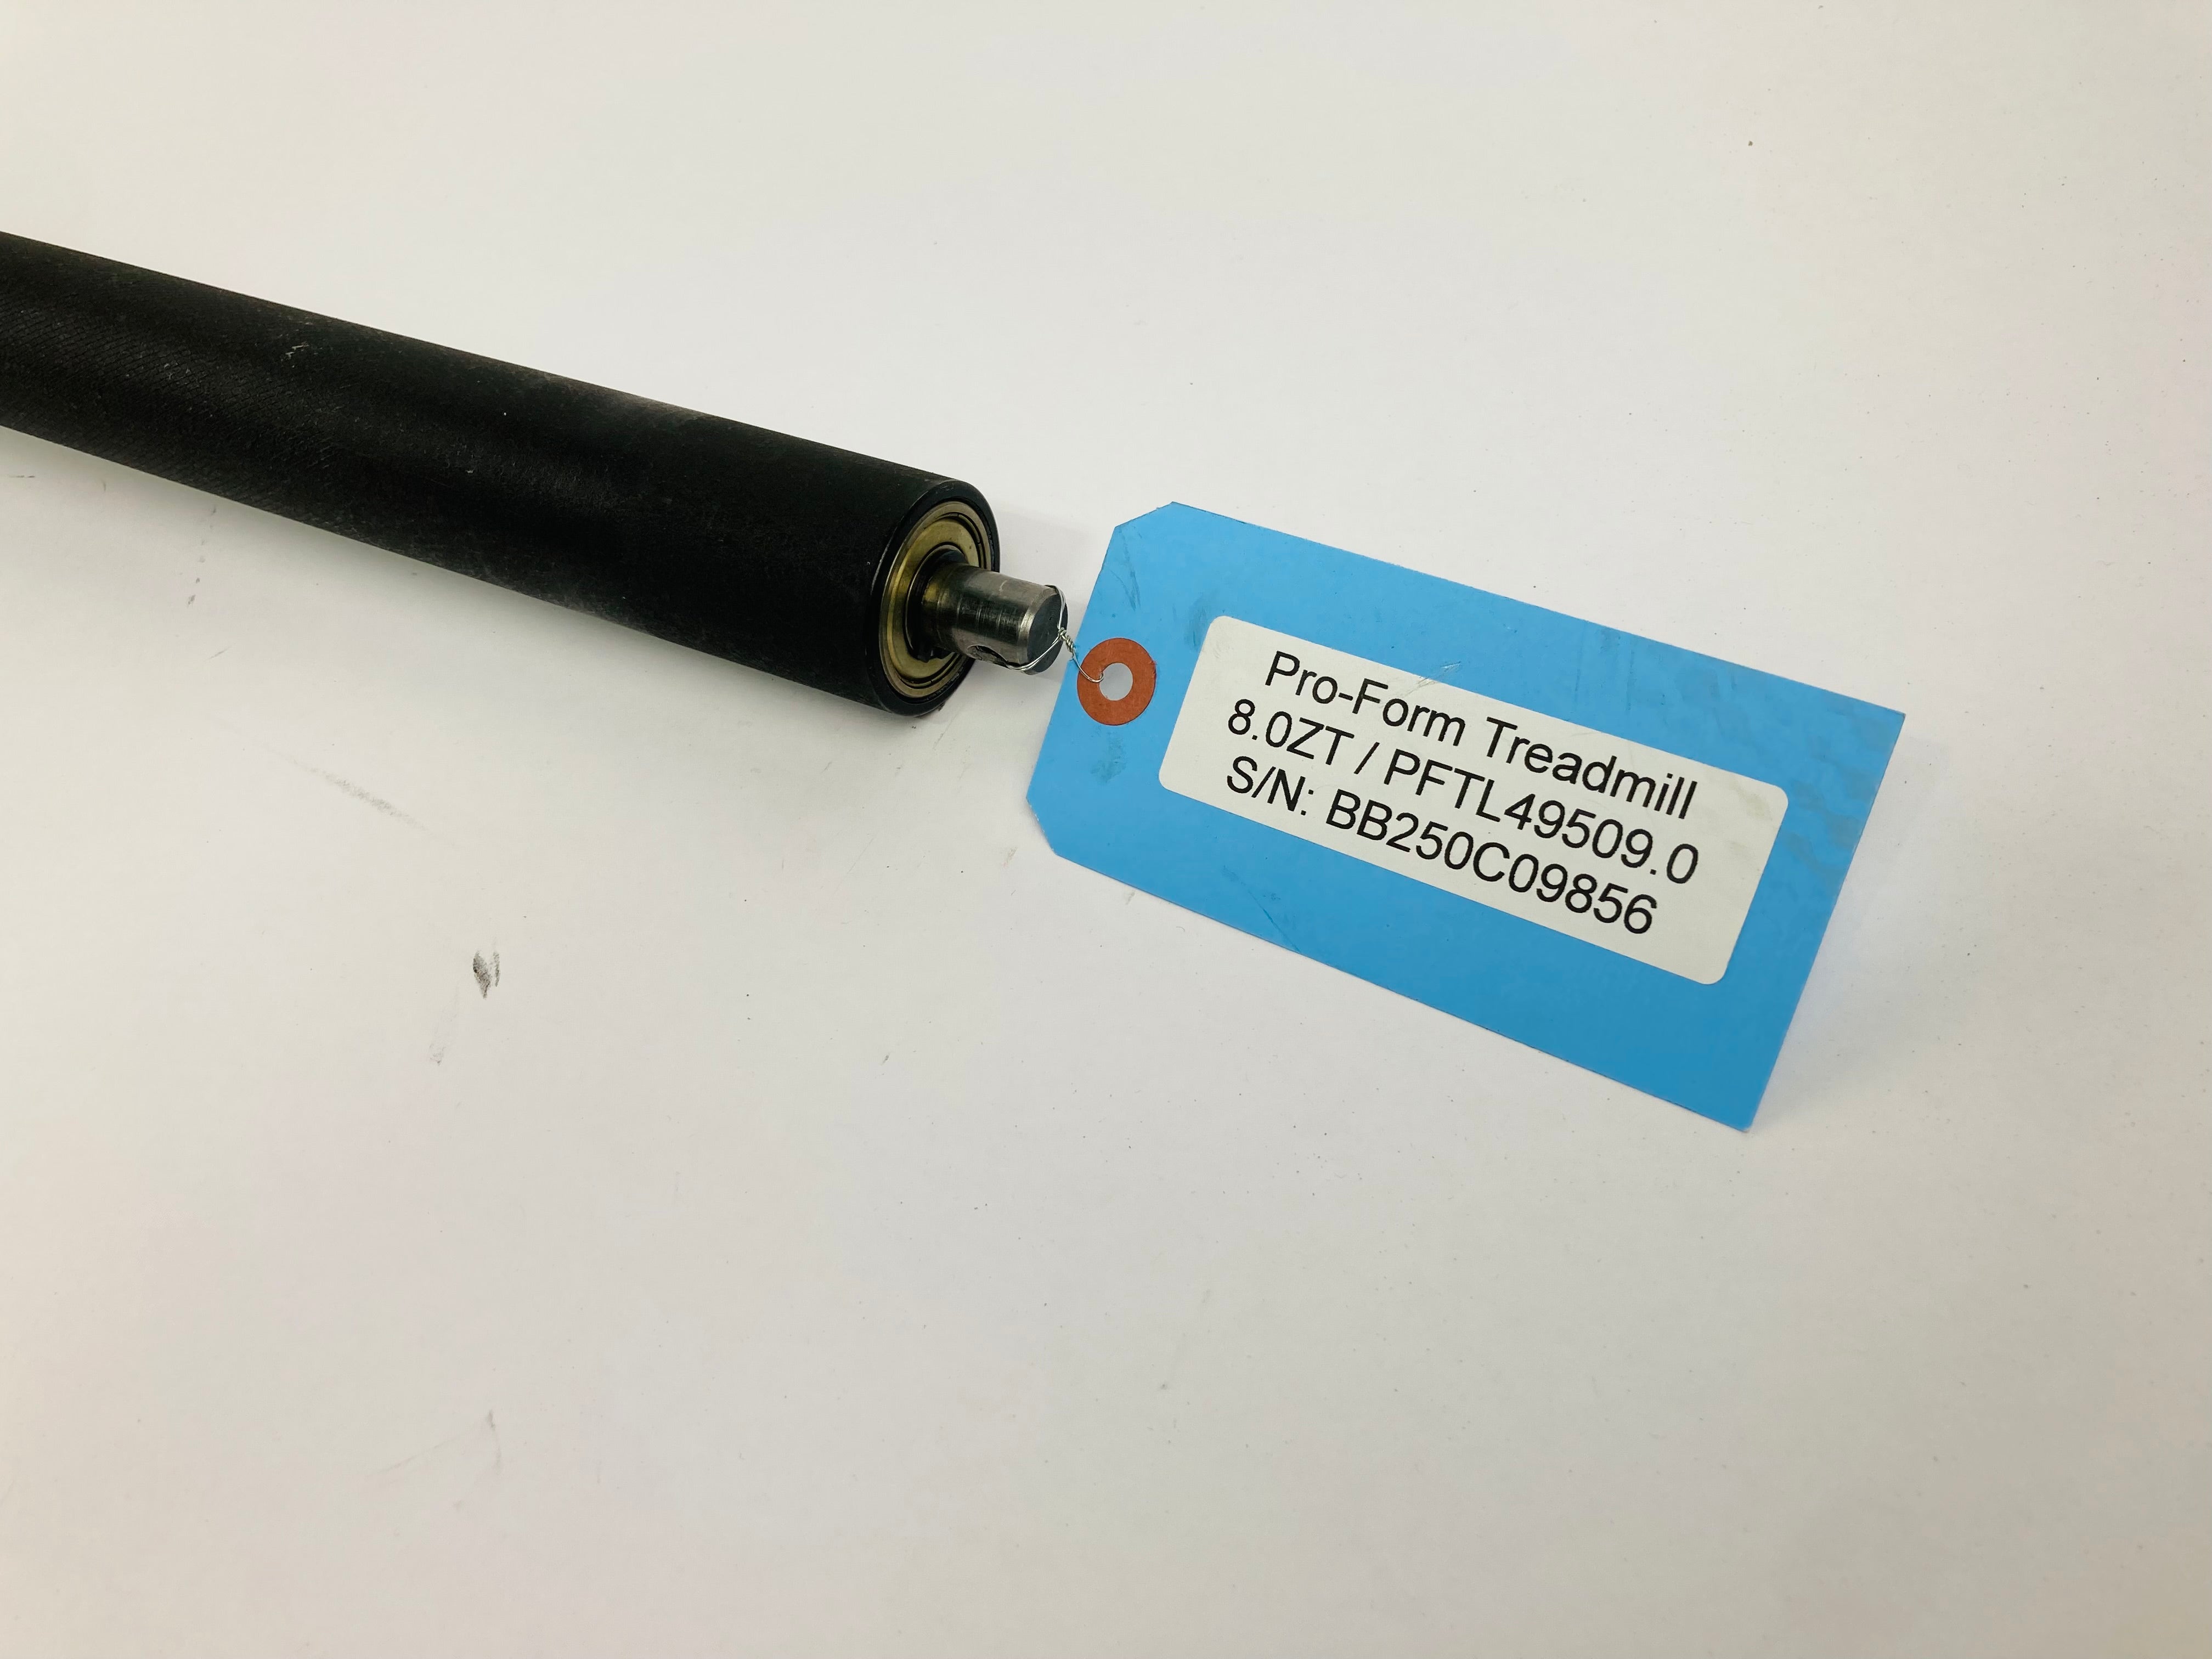 Pro-Form Treadmill
8.0ZT / PFTL49509.0
S/N: BB250C09856